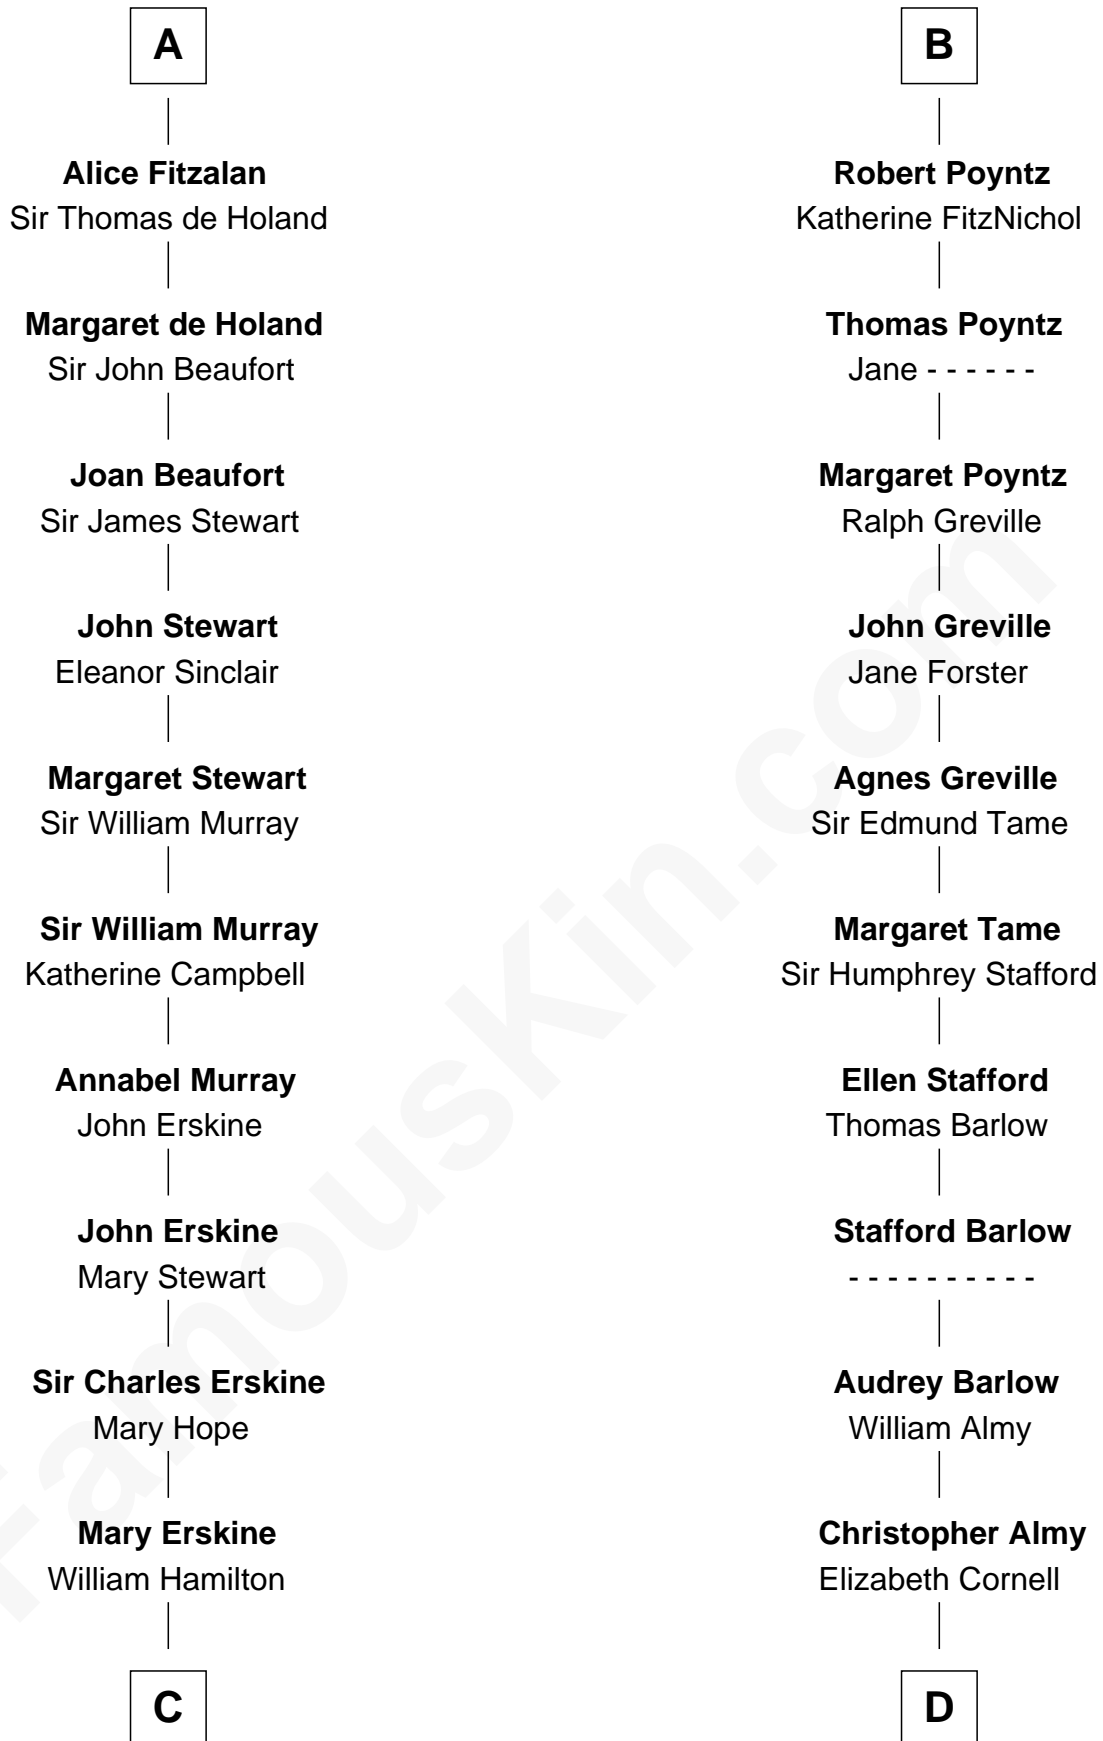 A
Alice Fitzalan
Sir Thomas de Holand
Margaret de Holand
Sir John Beaufort
Joan Beaufort
Sir James Stewart
John Stewart
Eleanor Sinclair
Margaret Stewart
Sir William Murray
Sir William Murray
Katherine Campbell
Annabel Murray
John Erskine
John Erskine
Mary Stewart
Sir Charles Erskine
Mary Hope
Mary Erskine
William Hamilton
C
B
Robert Poyntz
Katherine FitzNichol
Thomas Poyntz
Jane - - - - - -
Margaret Poyntz
Ralph Greville
John Greville
Jane Forster
Agnes Greville
Sir Edmund Tame
Margaret Tame
Sir Humphrey Stafford
Ellen Stafford
Thomas Barlow
Stafford Barlow
- - - - - - - - - -
Audrey Barlow
William Almy
Christopher Almy
Elizabeth Cornell
D
FamousKin.com